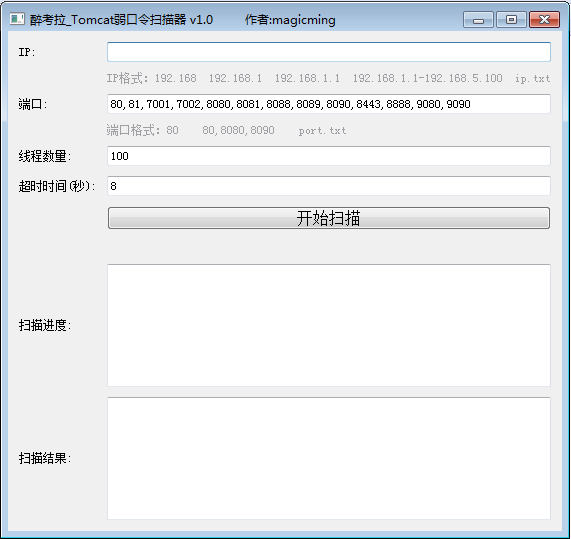 醉考拉_Tomcat弱口令扫描器 v1.0 作者:magicming
IP:
IP格式: 192.168 192.168.1 192.168.1.1 192.168.1.1-192.168.5.100 ip.txt
端口: 80,81,7001,7002,8080,8081,8088,8089,8090,8443,8888,9080,9090
端口格式: 80 80,8080,8090 port.txt
线程数量: 100
超时时间(秒): 8
开始扫描
扫描进度:
扫描结果: